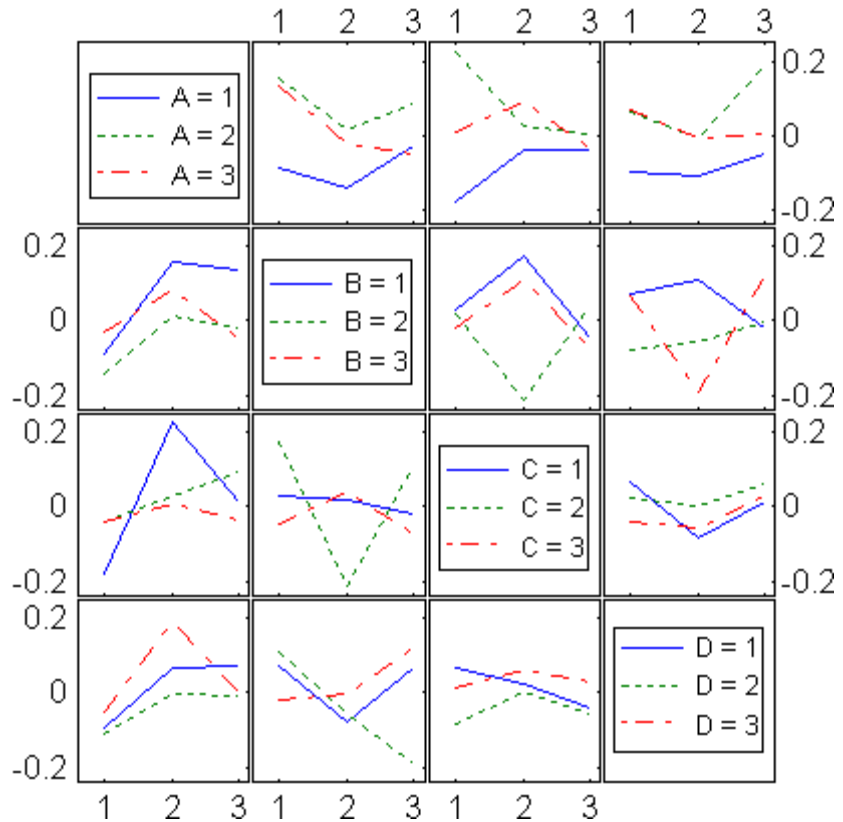 1 2 3 1 2 3 1 2 3
A = 1
A = 2
A = 3
0.2
0
-0.2
0.2
0
-0.2
B = 1
B = 2
B = 3
0.2
0
-0.2
0.2
0
-0.2
C = 1
C = 2
C = 3
0.2
0
-0.2
0.2
0
-0.2
D = 1
D = 2
D = 3
1 2 3 1 2 3 1 2 3